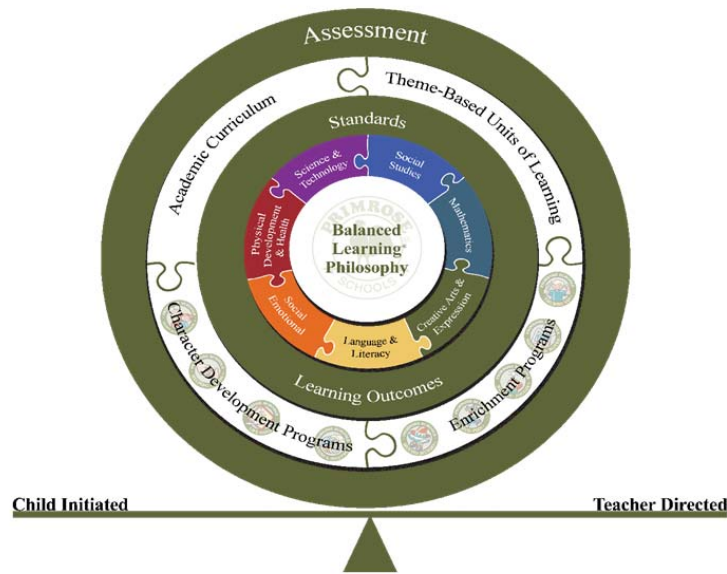 Assessment
Academic Curriculum
Theme-Based Units of Learning
Standards
Science &
Technology
Social
Studies
Physical
Development
& Health
Mathematics
PRIMROSE
Balanced
Learning®
Philosophy
SCHOOLS
Social
Emotional
Language &
Literacy
Creative Arts &
Expression
Learning Outcomes
Character Development Programs
Enrichment Programs
Child Initiated
Teacher Directed